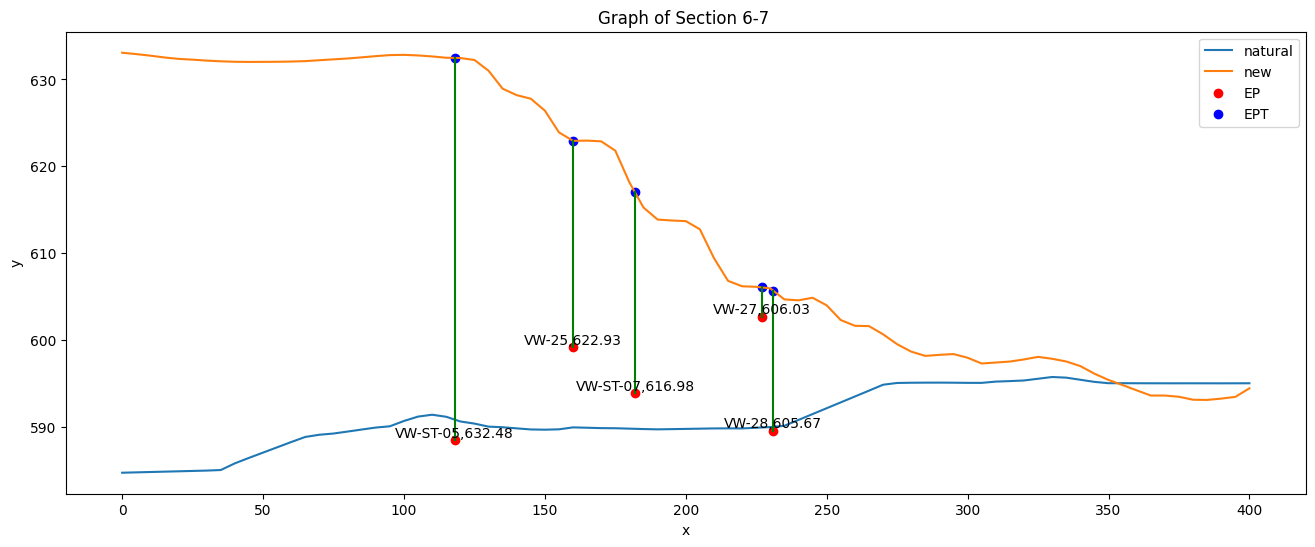 Graph of Section 6-7
natural
new
EP
EPT
y
630
620
610
600
590
VW-27,606.03
VW-25,622.93
VW-ST-07,616.98
VW-28,605.67
VW-ST-05,632.48
0
50
100
150
200
250
300
350
400
x